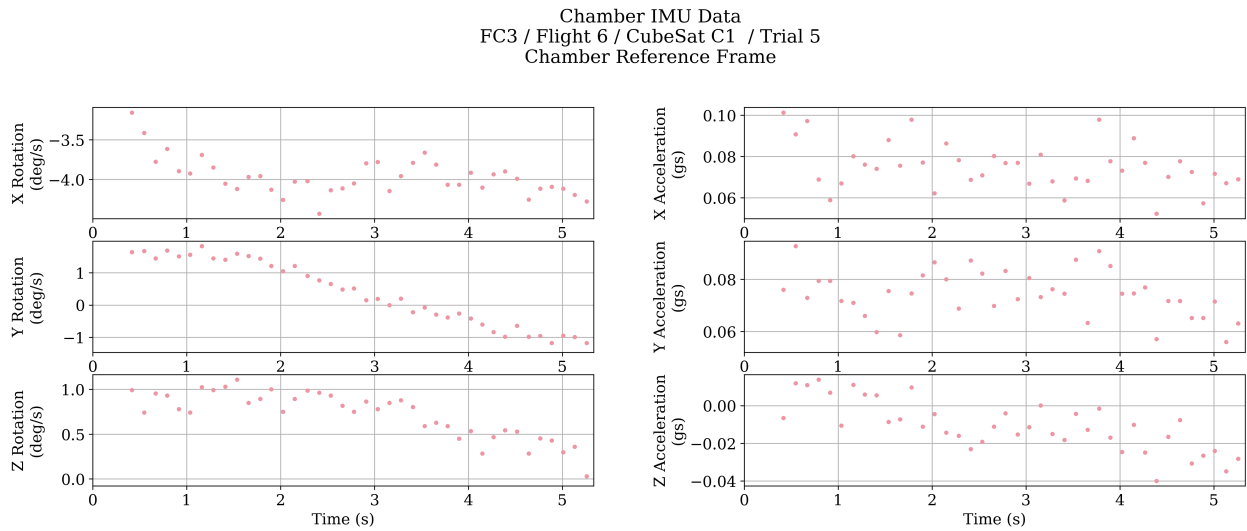 Chamber IMU Data
FC3 / Flight 6 / CubeSat C1  / Trial 5
Chamber Reference Frame
X Rotation
(deg/s)
−3.5
−4.0
0 1 2 3 4 5
Y Rotation
(deg/s)
1
0
−1
0 1 2 3 4 5
Z Rotation
(deg/s)
1.0
0.5
0.0
0 1 2 3 4 5
Time (s)
X Acceleration
(gs)
0.10
0.08
0.06
0 1 2 3 4 5
Y Acceleration
(gs)
0.08
0.06
0 1 2 3 4 5
Z Acceleration
(gs)
0.00
−0.02
−0.04
0 1 2 3 4 5
Time (s)